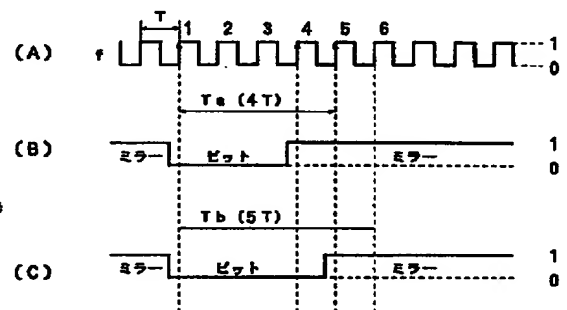 T 1 2 3 4 5 6
(A) f 1
0
Ta (4T)
(B) ミラー ピット ミラー 1
0
Tb (5T)
(C) ミラー ピット ミラー 1
0